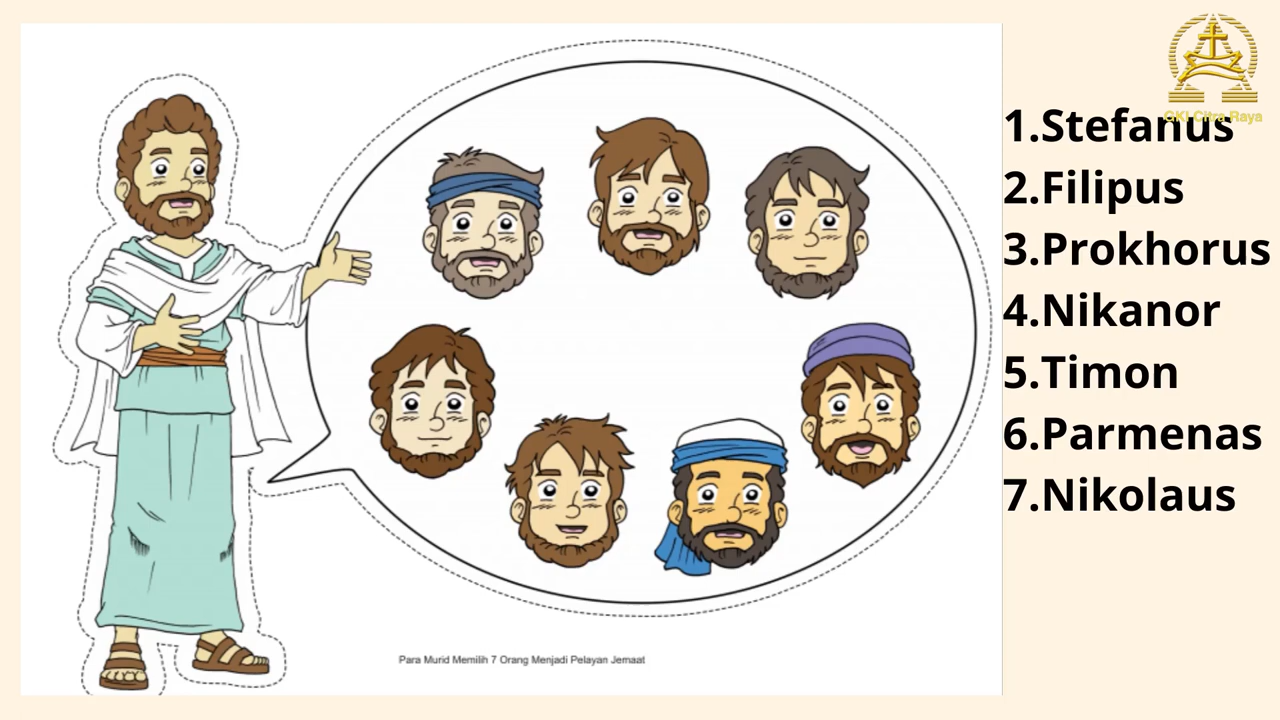 GKI Citra Raya
1.Stefanus
2.Filipus
3.Prokhorus
4.Nikanor
5.Timon
6.Parmenas
7.Nikolaus
Para Murid Memilih 7 Orang Menjadi Pelayan Jemaat